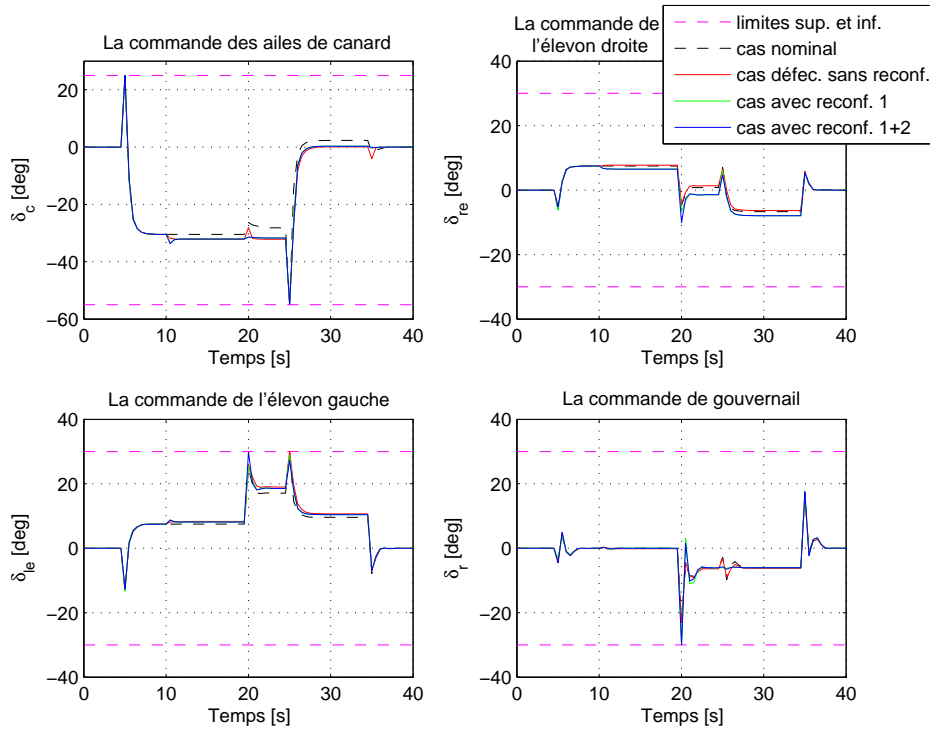 La commande des ailes de canard
20
0
−20
−40
−60
δc [deg]
0
10
20
30
40
Temps [s]
La commande de
l'élevon droite
40
20
0
−20
−40
δre [deg]
0
10
20
30
40
Temps [s]
limites sup. et inf.
cas nominal
cas défec. sans reconf.
cas avec reconf. 1
cas avec reconf. 1+2
La commande de l'élevon gauche
40
20
0
−20
−40
δle [deg]
0
10
20
30
40
Temps [s]
La commande de gouvernail
40
20
0
−20
−40
δr [deg]
0
10
20
30
40
Temps [s]